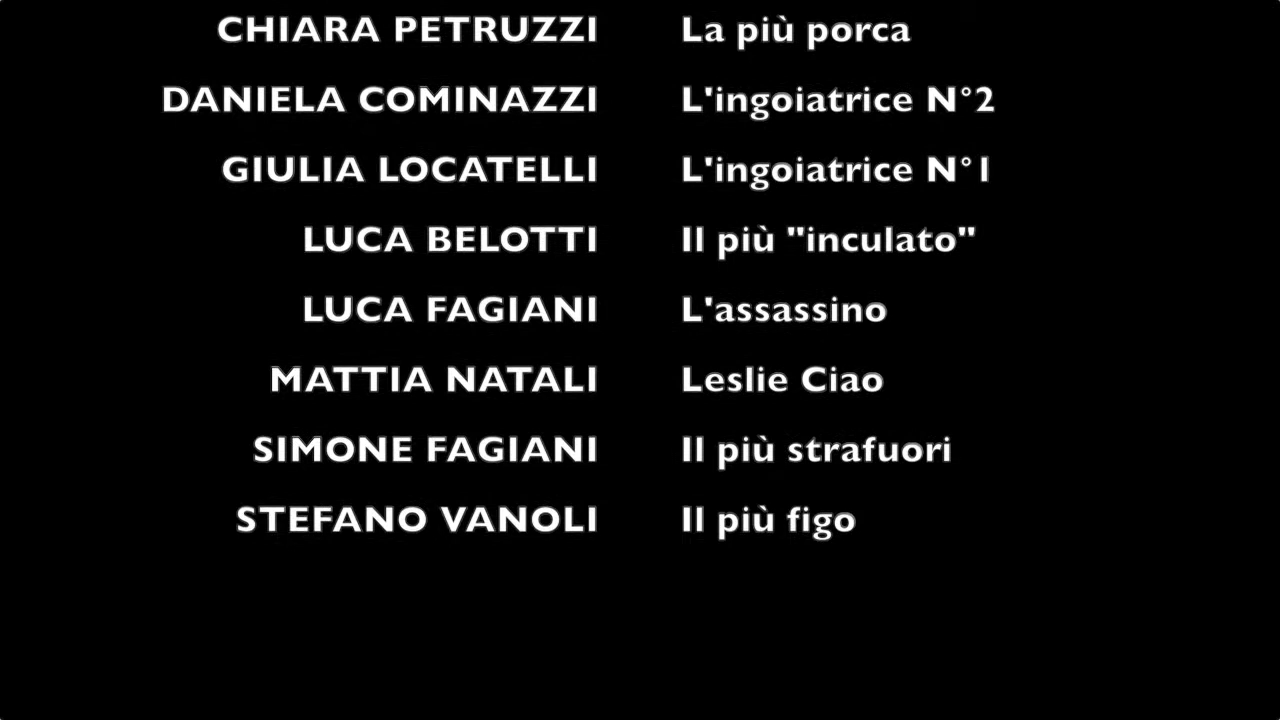 CHIARA PETRUZZI La più porca
DANIELA COMINAZZI L'ingoiatrice N°2
GIULIA LOCATELLI L'ingoiatrice N°1
LUCA BELOTTI Il più "inculato"
LUCA FAGIANI L'assassino
MATTIA NATALI Leslie Ciao
SIMONE FAGIANI Il più strafuori
STEFANO VANOLI Il più figo